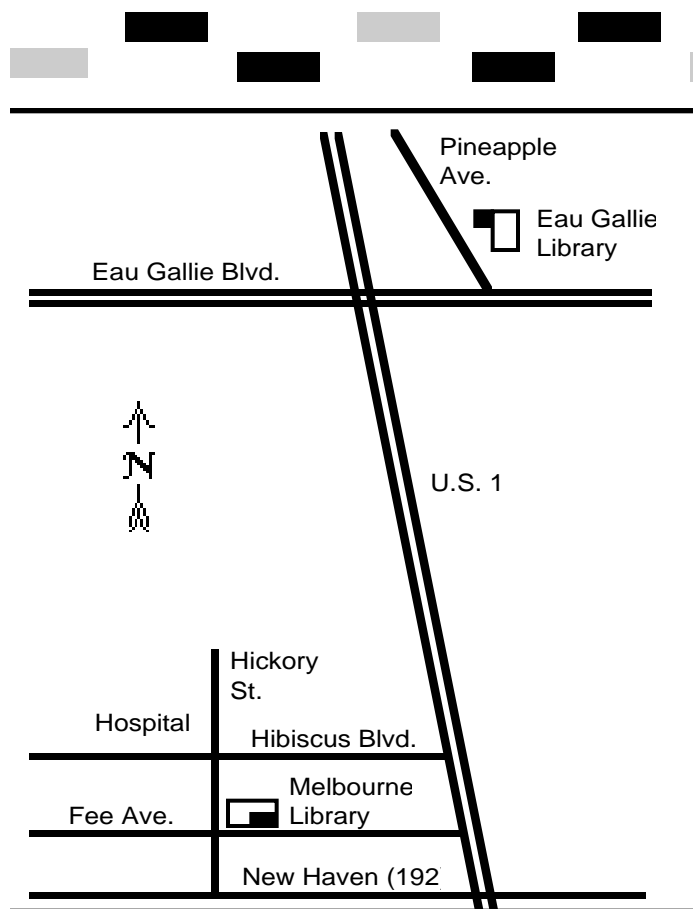 Pineapple
Ave.
Eau Gallie
Library
Eau Gallie Blvd.
N
U.S. 1
Hickory
St.
Hospital
Hibiscus Blvd.
Melbourne
Library
Fee Ave.
New Haven (192